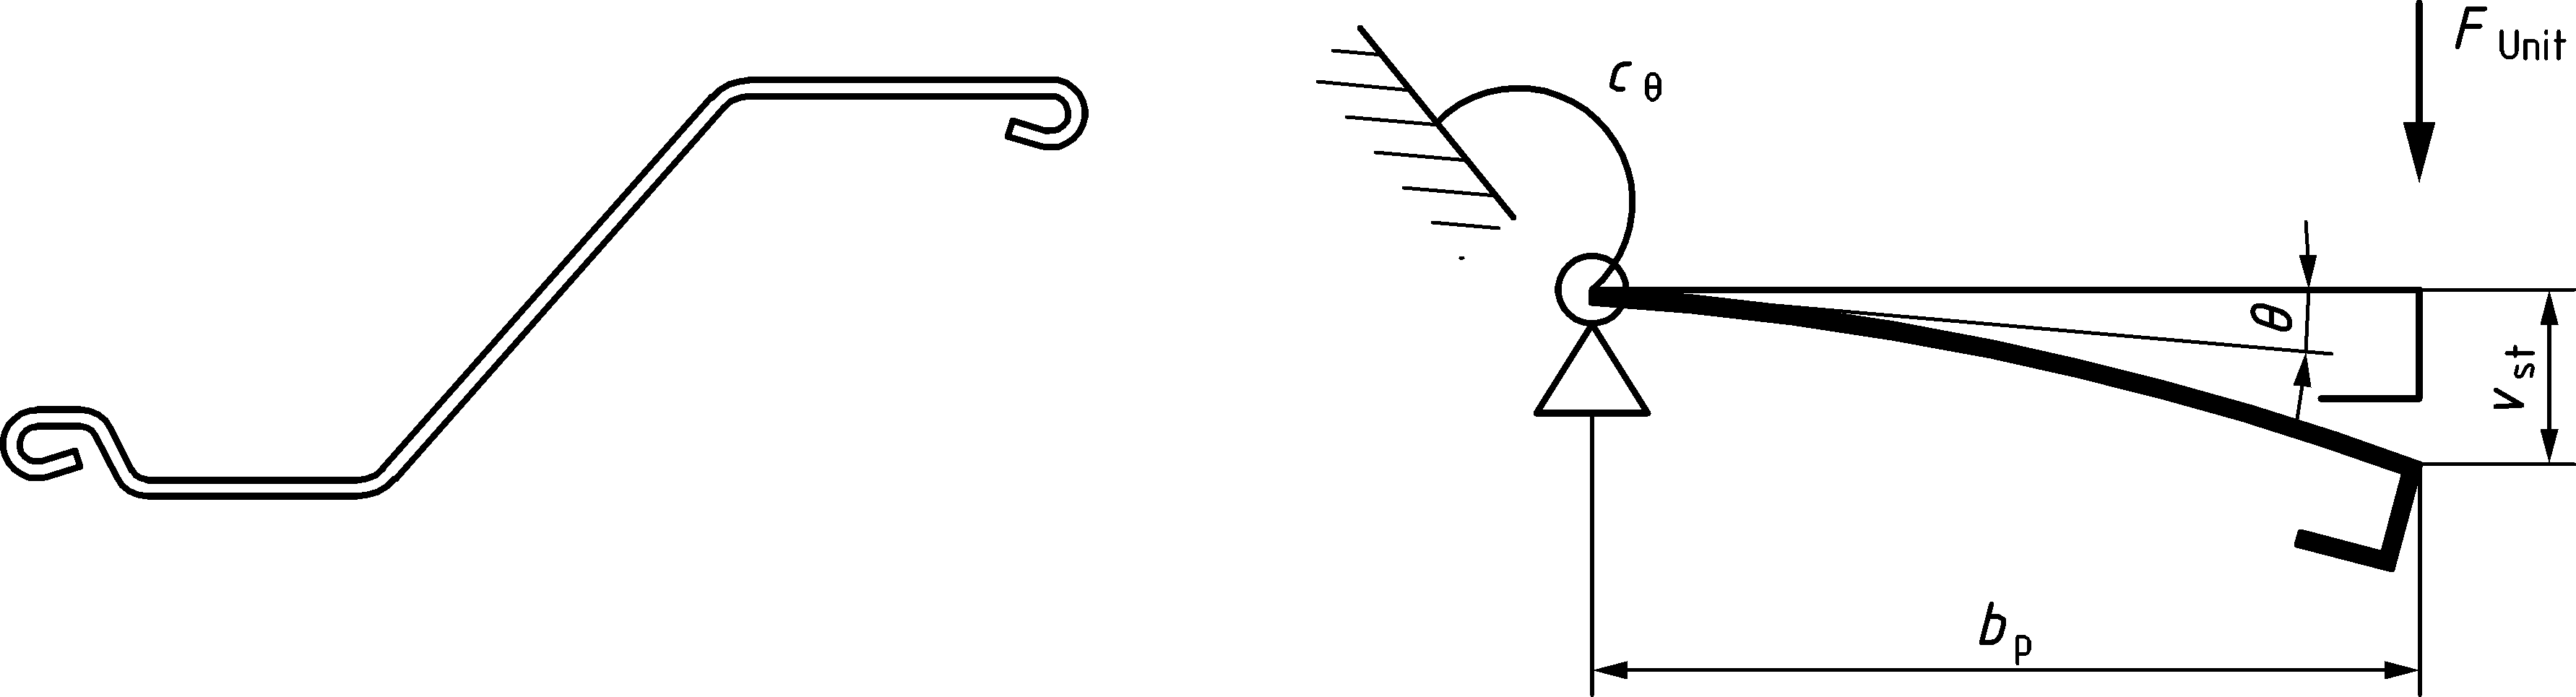 F Unit
c θ
θ
v st
b p